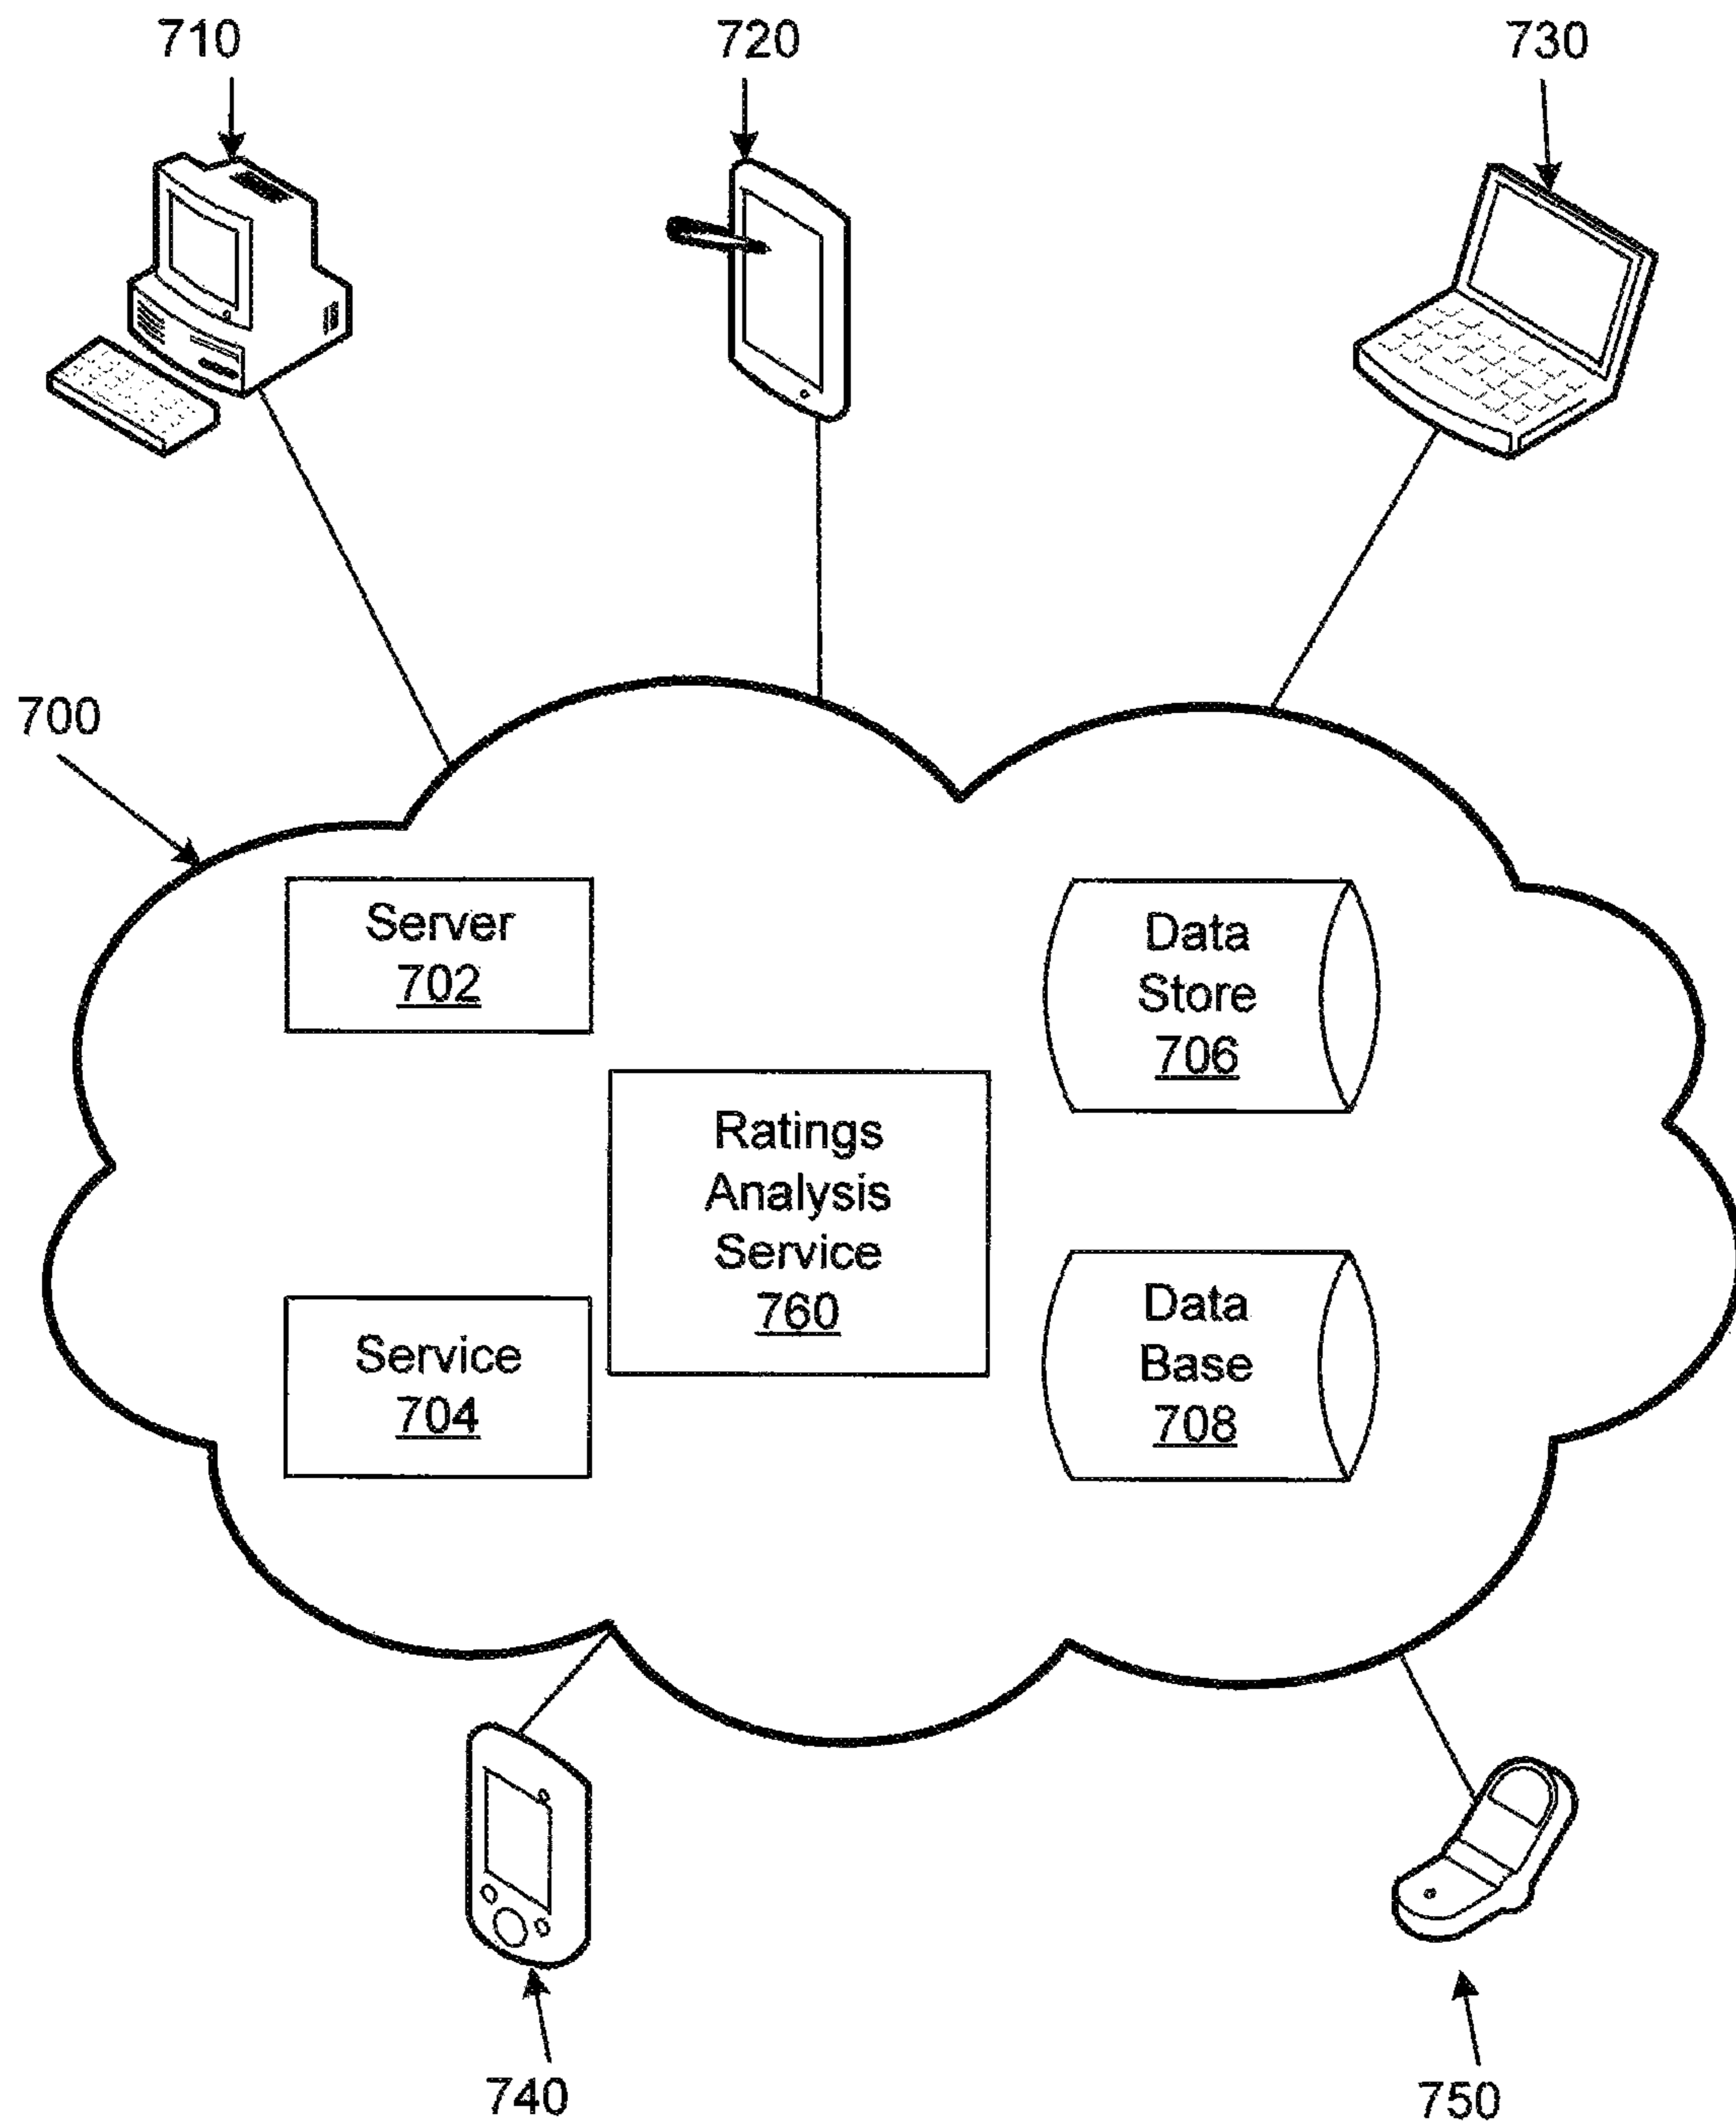 710
720
730
700
Server
702
Data
Store
706
Ratings
Analysis
Service
760
Service
704
Data
Base
708
740
750